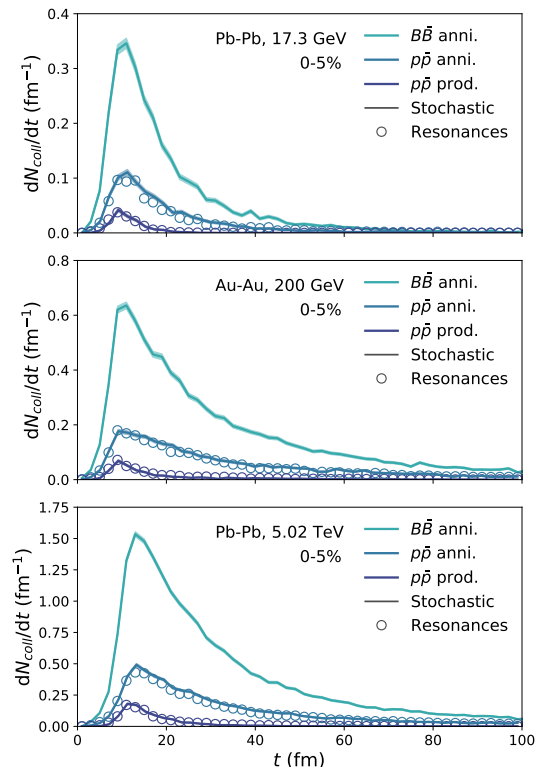 0.4
0.3
0.2
0.1
0.0
dN_coll/dt (fm⁻¹)
Pb-Pb, 17.3 GeV
0-5%
BB̄ anni.
pp̄ anni.
pp̄ prod.
Stochastic
Resonances
0.8
0.6
0.4
0.2
0.0
dN_coll/dt (fm⁻¹)
Au-Au, 200 GeV
0-5%
BB̄ anni.
pp̄ anni.
pp̄ prod.
Stochastic
Resonances
1.75
1.50
1.25
1.00
0.75
0.50
0.25
0.00
dN_coll/dt (fm⁻¹)
Pb-Pb, 5.02 TeV
0-5%
BB̄ anni.
pp̄ anni.
pp̄ prod.
Stochastic
Resonances
0 20 40 60 80 100
t (fm)